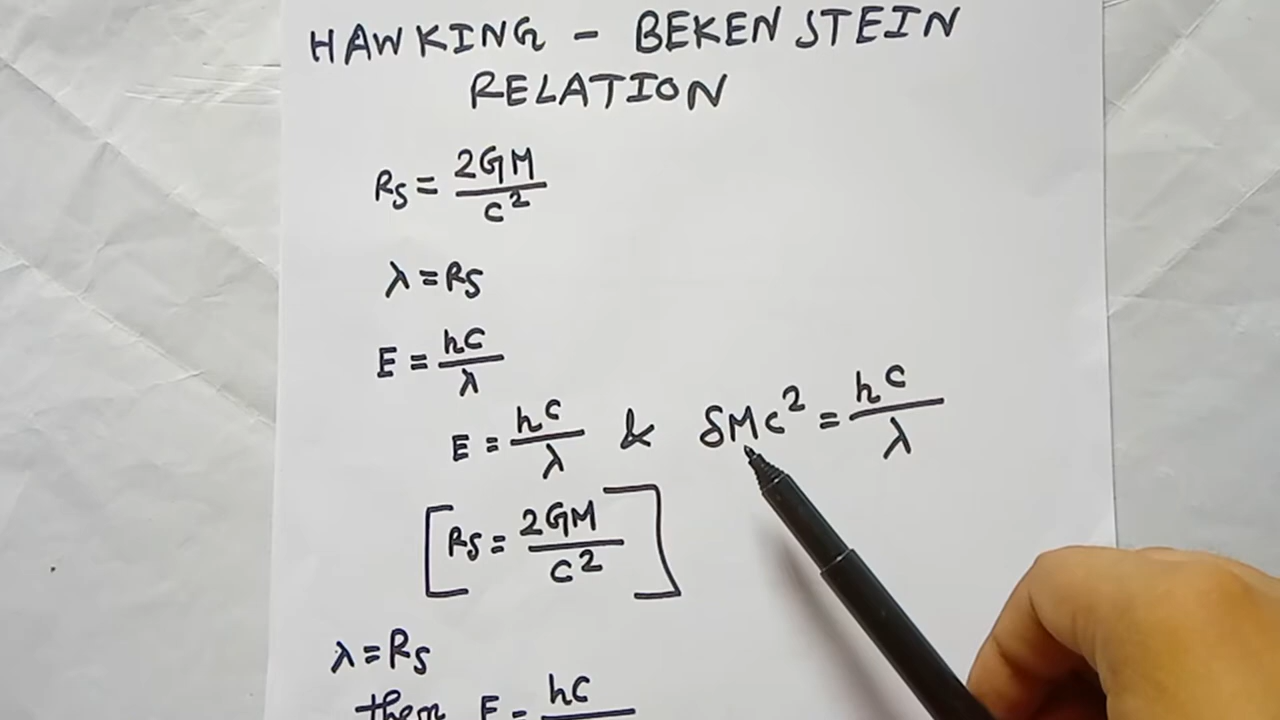 HAWKING - BEKENSTEIN
RELATION
Rs = 2GM/c²
λ = Rs
E = hc/λ
E = hc/λ & δMc² = hc/λ
[Rs = 2GM/c²]
λ = Rs
then E = hc